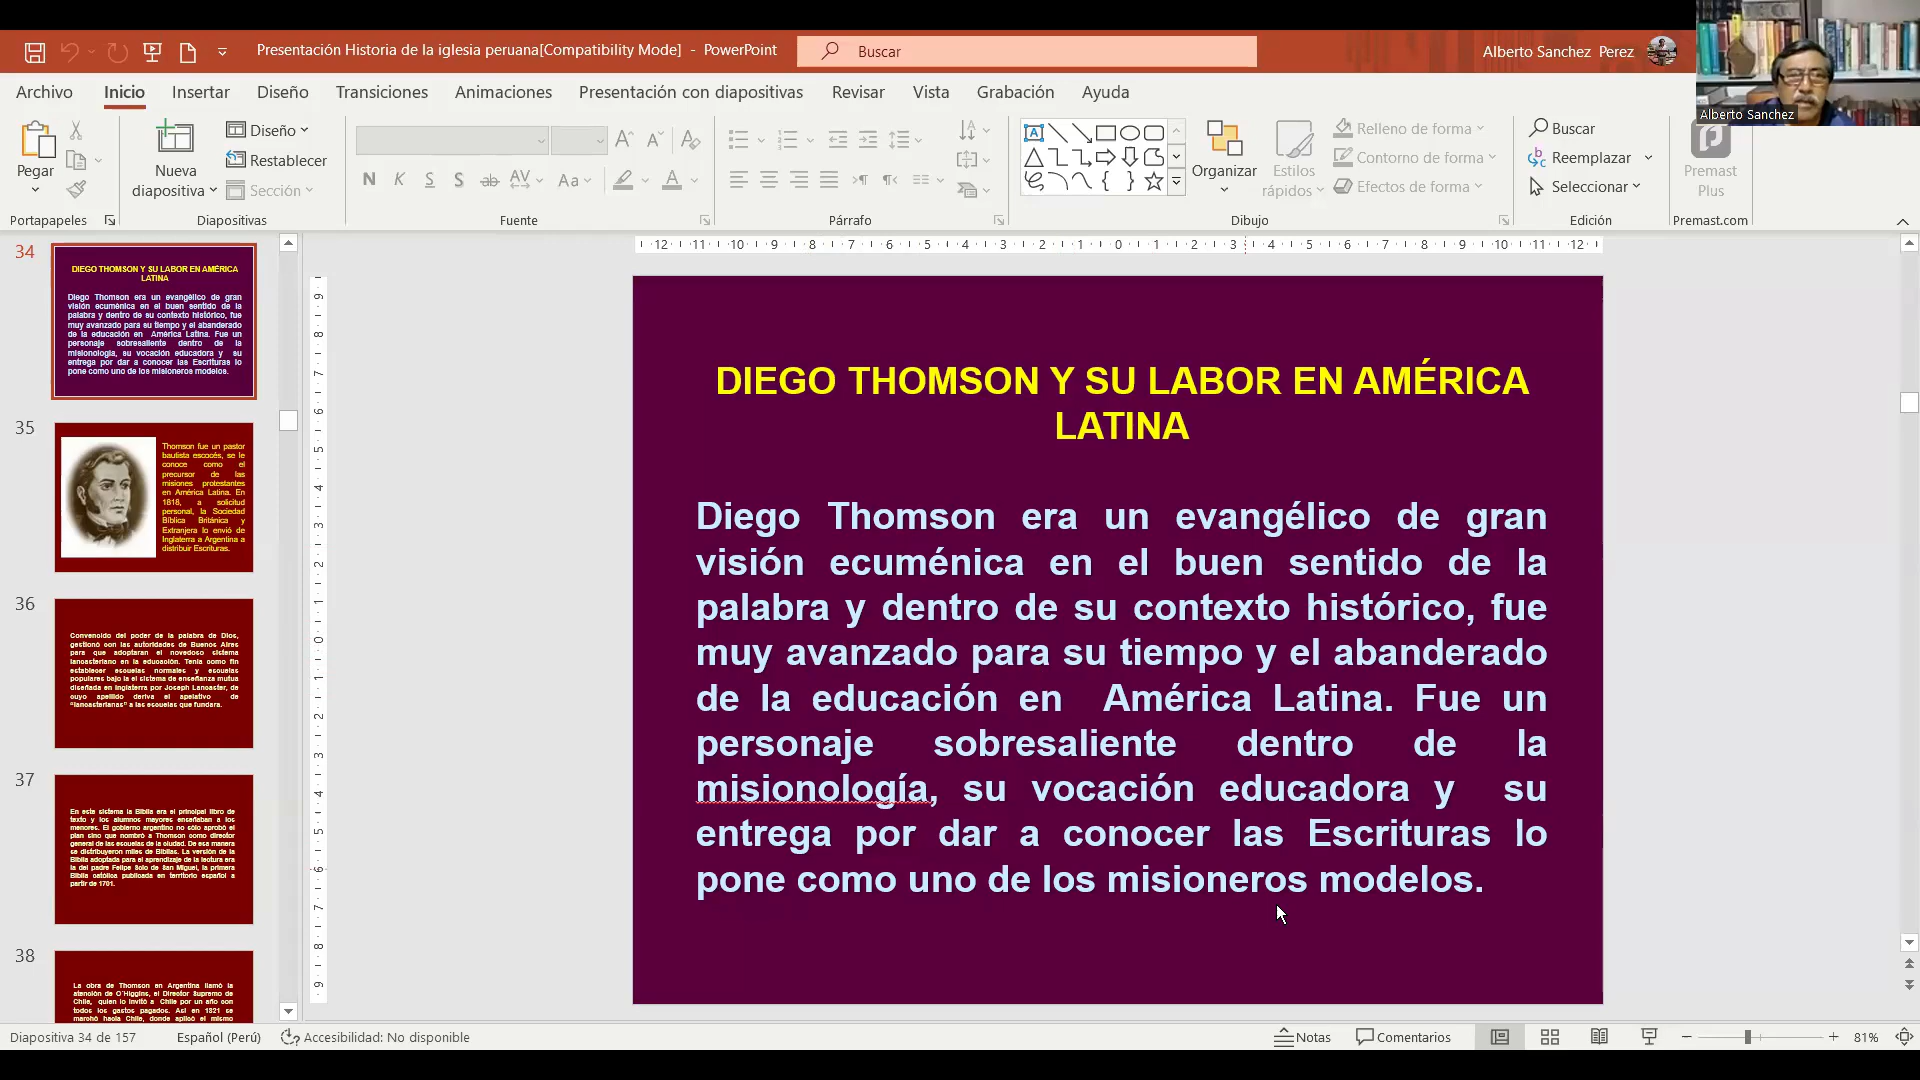 Presentación Historia de la iglesia peruana[Compatibility Mode] - PowerPoint
Buscar
Alberto Sanchez Perez
Alberto Sanchez
Archivo
Inicio
Insertar
Diseño
Transiciones
Animaciones
Presentación con diapositivas
Revisar
Vista
Grabación
Ayuda
Pegar
Portapapeles
Nueva
diapositiva
Diseño
Restablecer
Sección
Diapositivas
N K S S ab AV Aa A
Fuente
Párrafo
Organizar
Estilos
rápidos
Relleno de forma
Contorno de forma
Efectos de forma
Dibujo
Buscar
Reemplazar
Seleccionar
Edición
Premast
Plus
Premast.com
34
DIEGO THOMSON Y SU LABOR EN AMÉRICA
LATINA
Diego Thomson era un evangélico de gran
visión ecuménica en el buen sentido de la
palabra y dentro de su contexto histórico, fue
muy avanzado para su tiempo y el abanderado
de la educación en América Latina. Fue un
personaje sobresaliente dentro de la
misionología, su vocación educadora y su
entrega por dar a conocer las Escrituras lo
pone como uno de los misioneros modelos.
35
Thomson fue un pastor
bautista escocés, se le
conoce como el
precursor de las
misiones protestantes
en América Latina. En
1818, a solicitud
personal, la Sociedad
Bíblica Británica y
Extranjera lo envió de
Inglaterra a Argentina a
distribuir Escrituras.
36
Convencido del poder de la palabra de Dios,
gestionó con las autoridades de Buenos Aires
para que adoptaran el novedoso sistema
lancasteriano en la educación. Tenía como fin
establecer escuelas normales y escuelas
populares bajo la el sistema de enseñanza mutua
diseñada en Inglaterra por Joseph Lancaster, de
cuyo apellido deriva el apelativo de
"lancasterianas" a las escuelas que fundara.
37
En este sistema la Biblia era el principal libro de
texto y los alumnos mayores enseñaban a los
menores. El gobierno argentino no sólo aprobó el
plan sino que nombró a Thomson como director
general de las escuelas de la ciudad. De esa manera
se distribuyeron miles de Biblias. La versión de la
Biblia adoptada para el aprendizaje de la lectura era
la del padre Felipe Scío de San Miguel, la primera
Biblia católica publicada en territorio español a
partir de 1791.
38
La obra de Thomson en Argentina llamó la
atención de O'Higgins, el Director Supremo de
Chile, quien lo invitó a Chile por un año con
todos los gastos pagados. Así en 1821 se
marchó hacia Chile, donde aplicó el mismo
DIEGO THOMSON Y SU LABOR EN AMÉRICA
LATINA
Diego Thomson era un evangélico de gran
visión ecuménica en el buen sentido de la
palabra y dentro de su contexto histórico, fue
muy avanzado para su tiempo y el abanderado
de la educación en América Latina. Fue un
personaje sobresaliente dentro de la
misionología, su vocación educadora y su
entrega por dar a conocer las Escrituras lo
pone como uno de los misioneros modelos.
Diapositiva 34 de 157
Español (Perú)
Accesibilidad: No disponible
Notas
Comentarios
81%